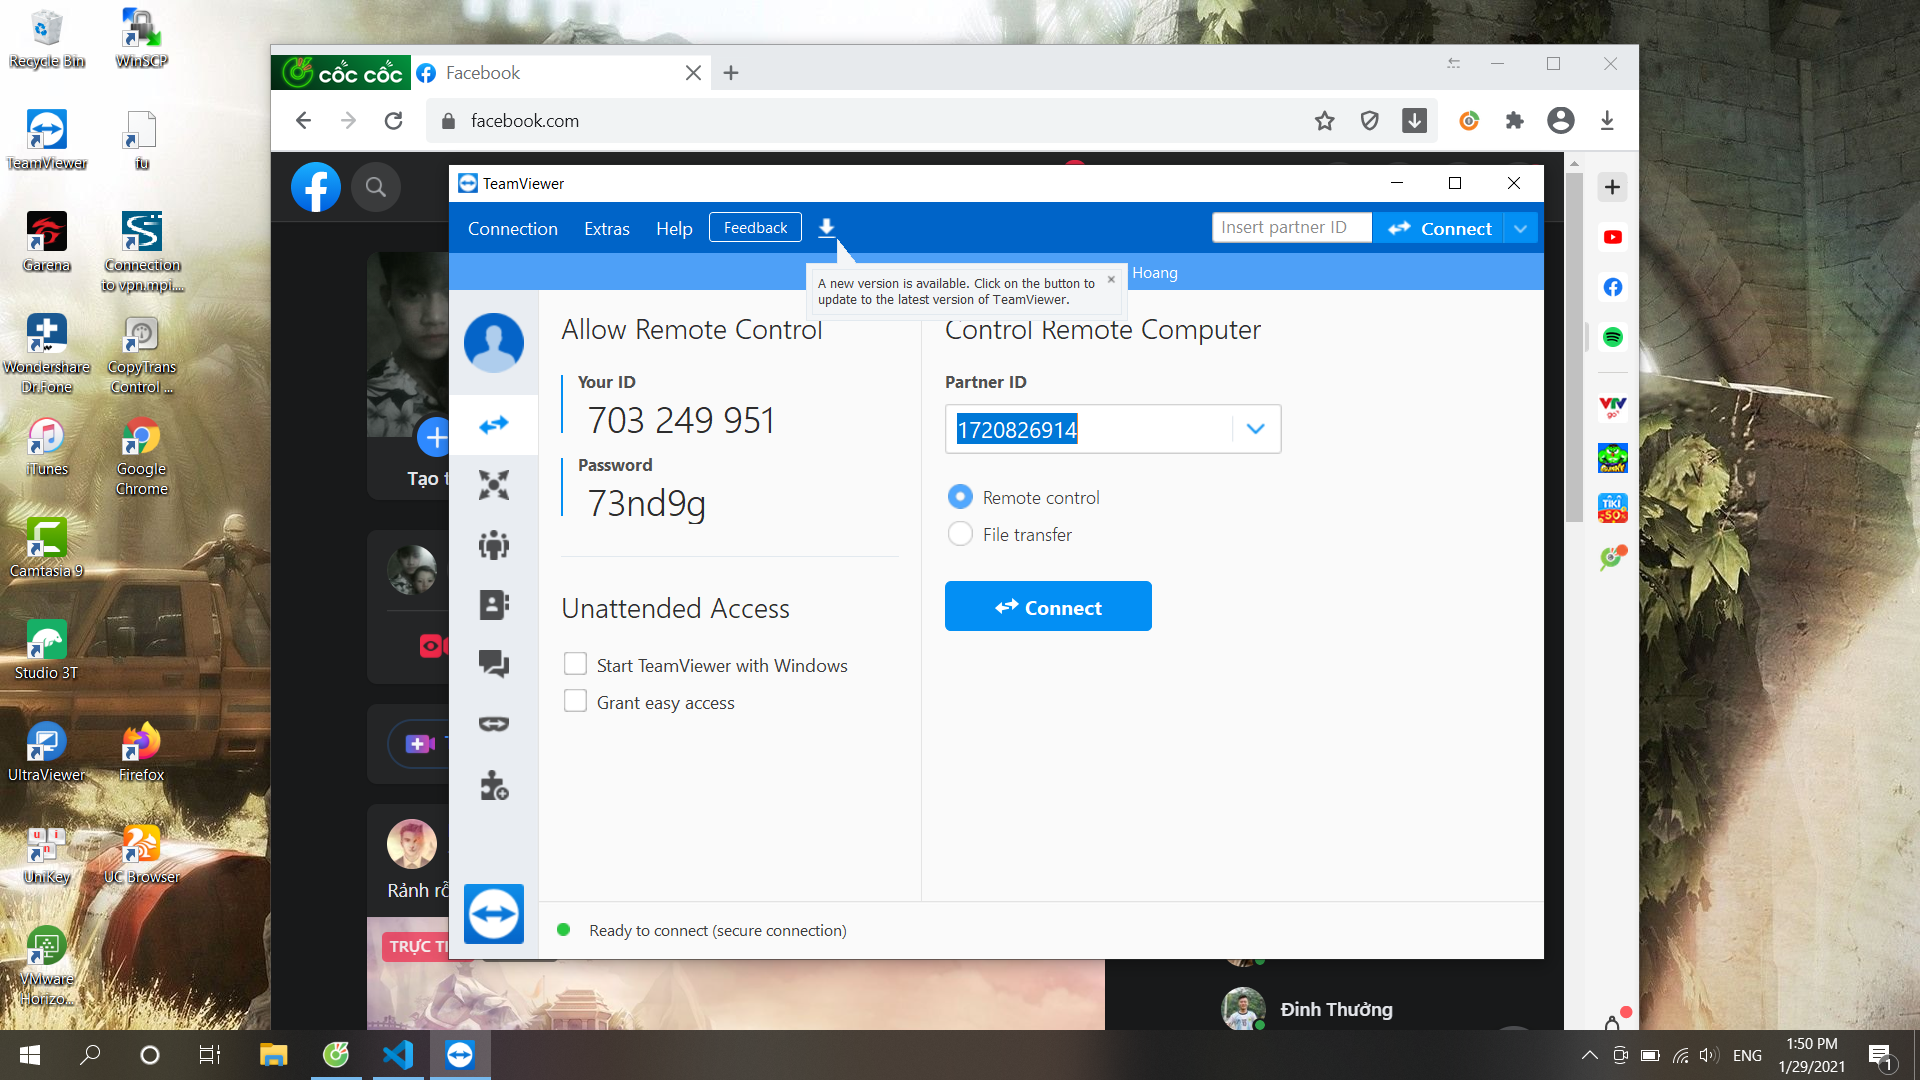 Recycle Bin
WinSCP
TeamViewer
fu
Garena
Connection
to vpn.mpi....
Wondershare
Dr.Fone
CopyTrans
Control ...
iTunes
Google
Chrome
Camtasia 9
Studio 3T
UltraViewer
Firefox
UniKey
UC Browser
VMware
Horizo...
cốc cốc
Facebook
facebook.com
Tạo t
Rảnh rỗ
TRỰC TI
TeamViewer
Connection
Extras
Help
Feedback
Insert partner ID
Connect
A new version is available. Click on the button to
update to the latest version of TeamViewer.
Hoang
Allow Remote Control
Your ID
703 249 951
Password
73nd9g
Unattended Access
Start TeamViewer with Windows
Grant easy access
Control Remote Computer
Partner ID
1720826914
Remote control
File transfer
Connect
Ready to connect (secure connection)
VTV
go
TIKI
Đinh Thưởng
ENG
1:50 PM
1/29/2021
1